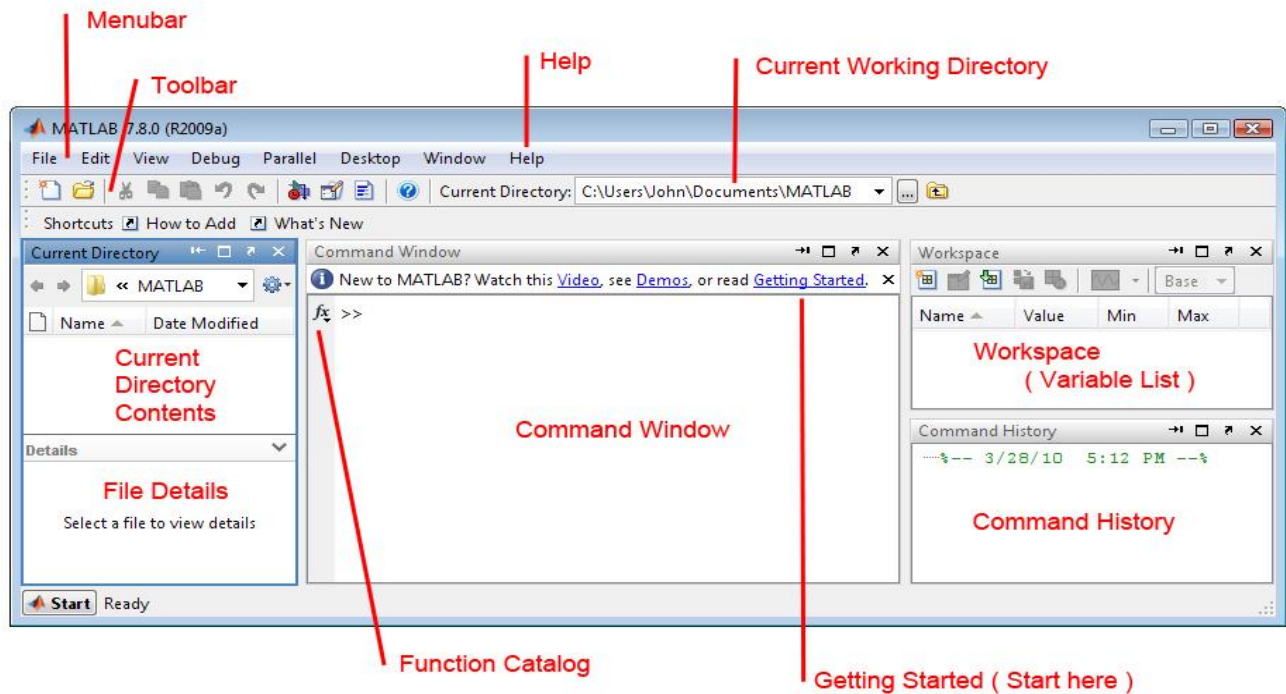 Menubar
Help
Current Working Directory
Toolbar
MATLAB 7.8.0 (R2009a)
File Edit View Debug Parallel Desktop Window Help
Current Directory: C:\Users\John\Documents\MATLAB ...
Shortcuts How to Add What's New
Current Directory
« MATLAB
Name Date Modified
Current
Directory
Contents
Details
File Details
Select a file to view details
Command Window
New to MATLAB? Watch this Video, see Demos, or read Getting Started.
fx >>
Command Window
Workspace
Base
Name Value Min Max
Workspace
( Variable List )
Command History
%-- 3/28/10 5:12 PM --%
Command History
Start Ready
Function Catalog
Getting Started ( Start here )